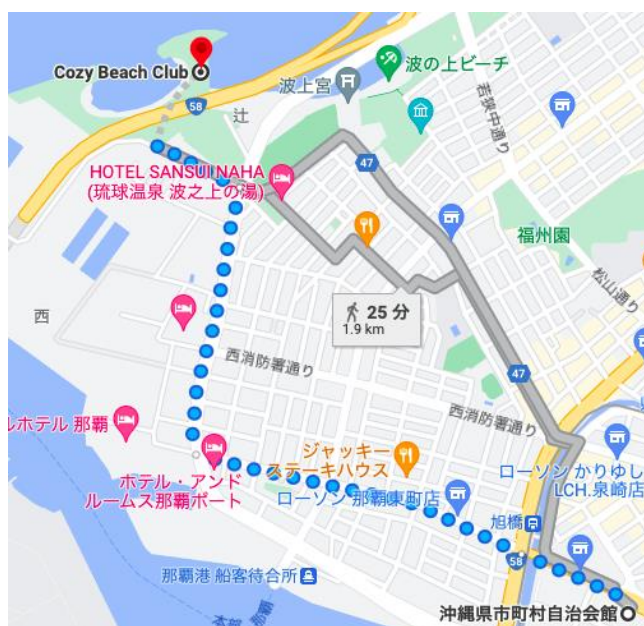 Cozy Beach Club
58
辻
波上宮
波の上ビーチ
若狭中通り
HOTEL SANSUI NAHA
(琉球温泉 波之上の湯)
47
福州園
松山通り
25 分
1.9 km
西
西消防署通り
47
西消防署通り
ルホテル 那覇
ホテル・アンド
ルームス那覇ポート
ジャッキー
ステーキハウス
ローソン 那覇東町店
ローソン かりゆし
LCH.泉崎店
旭橋
58
那覇港 船客待合所
沖縄県市町村自治会館